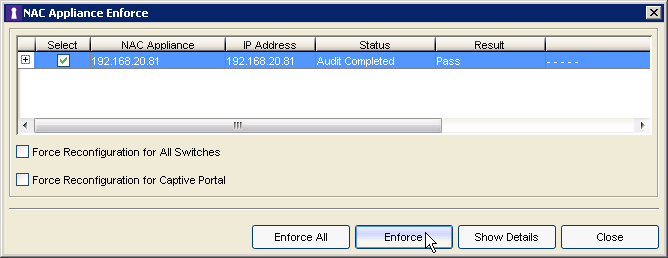 NAC Appliance Enforce
Select NAC Appliance IP Address Status Result
192.168.20.81 192.168.20.81 Audit Completed Pass - - - - -
Force Reconfiguration for All Switches
Force Reconfiguration for Captive Portal
Enforce All Enforce Show Details Close